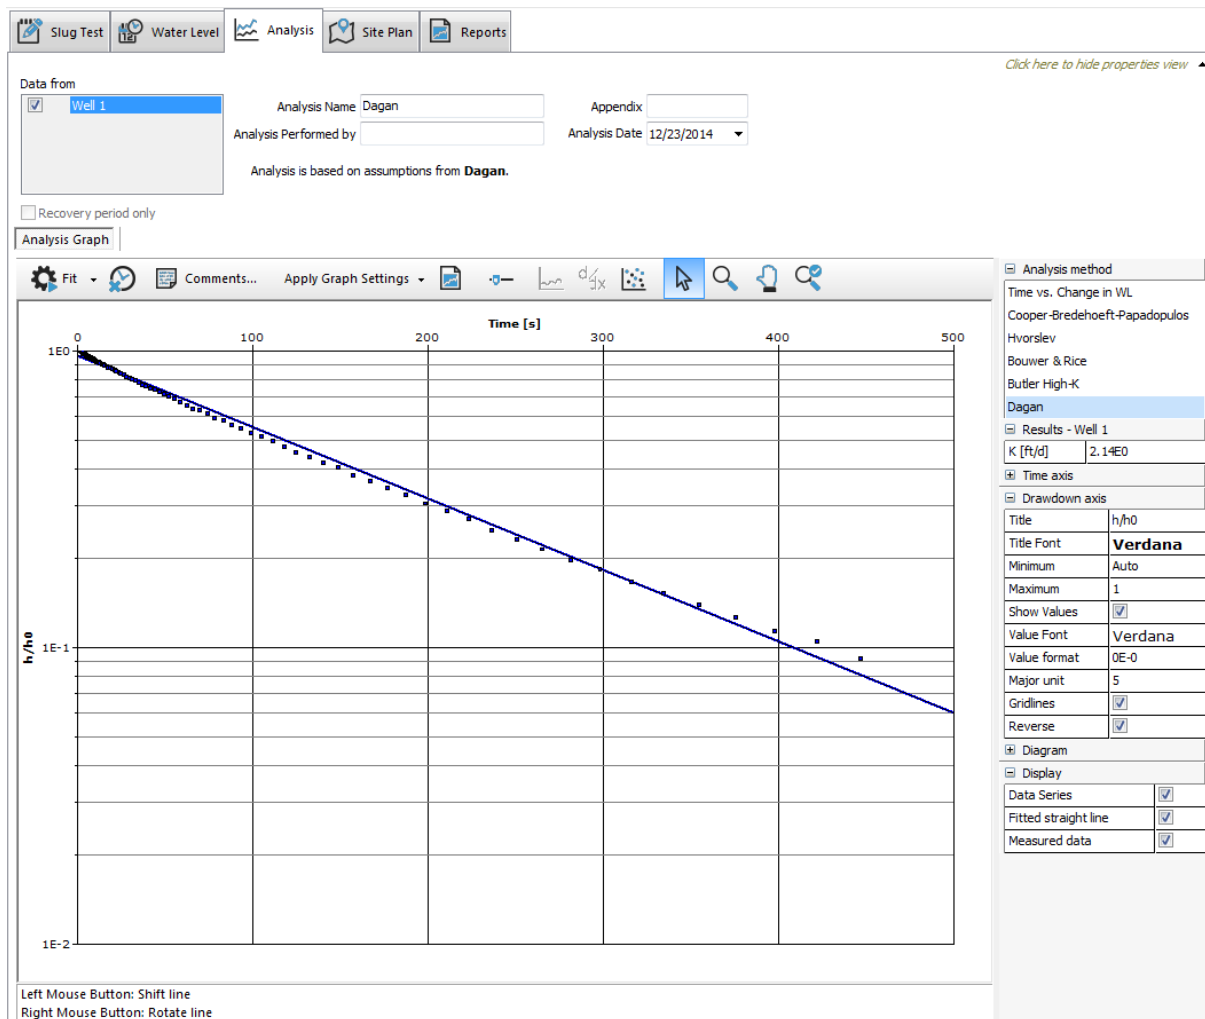 Slug Test Water Level Analysis Site Plan Reports
Click here to hide properties view
Data from
Well 1
Analysis Name Dagan Appendix
Analysis Performed by Analysis Date 12/23/2014
Analysis is based on assumptions from Dagan.
Recovery period only
Analysis Graph
Fit Comments... Apply Graph Settings d/dx
Time [s]
0 100 200 300 400 500
1E0
h/h0
1E-1
1E-2
Left Mouse Button: Shift line
Right Mouse Button: Rotate line
Analysis method
Time vs. Change in WL
Cooper-Bredehoeft-Papadopulos
Hvorslev
Bouwer & Rice
Butler High-K
Dagan
Results - Well 1
K [ft/d] 2.14E0
Time axis
Drawdown axis
Title h/h0
Title Font Verdana
Minimum Auto
Maximum 1
Show Values
Value Font Verdana
Value format 0E-0
Major unit 5
Gridlines
Reverse
Diagram
Display
Data Series
Fitted straight line
Measured data